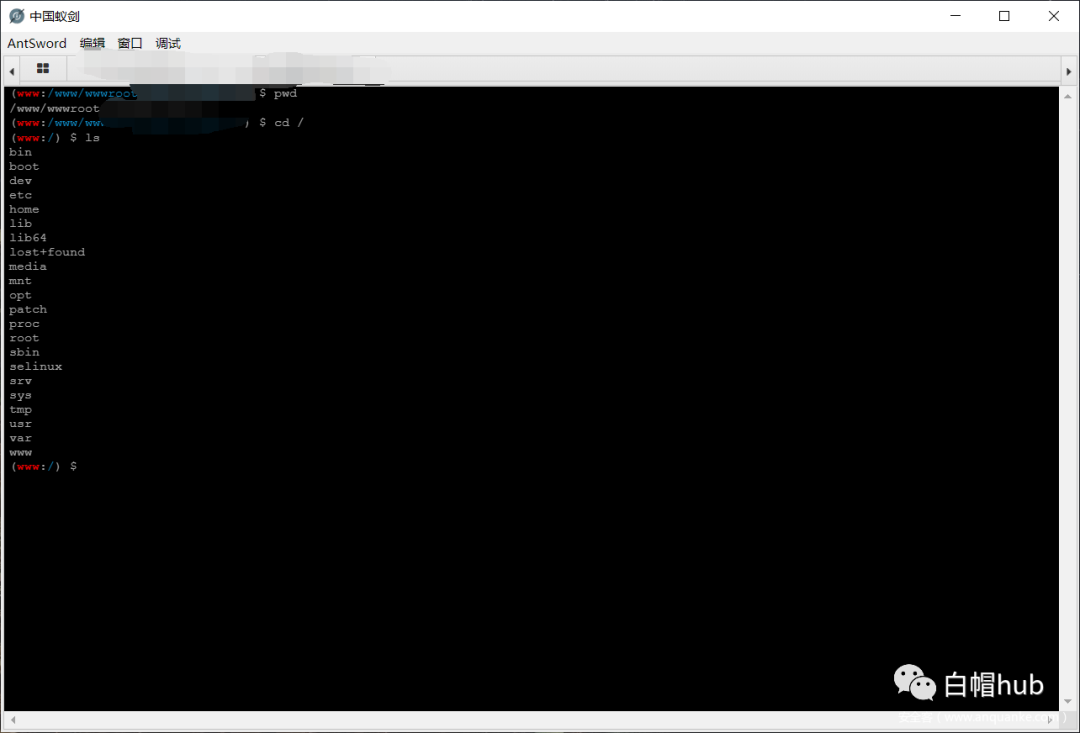 中国蚁剑
AntSword 编辑 窗口 调试
(www:/www/wwwroot $ pwd
/www/wwwroot
(www:/www/www ) $ cd /
(www:/) $ ls
bin
boot
dev
etc
home
lib
lib64
lost+found
media
mnt
opt
patch
proc
root
sbin
selinux
srv
sys
tmp
usr
var
www
(www:/) $
白帽hub
安全客 ( www.anquanke.com )